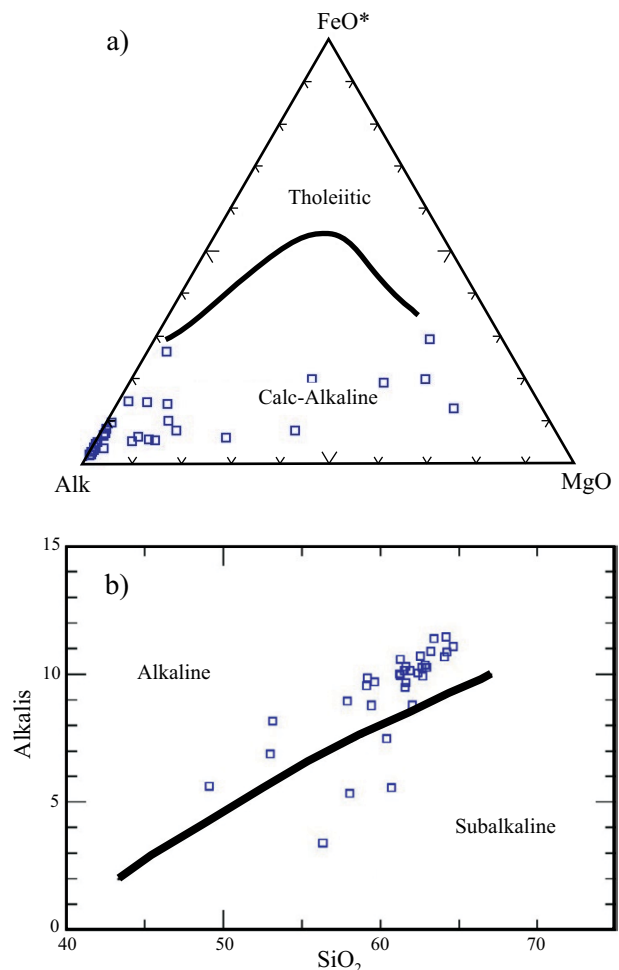 a)
FeO*
Tholeiitic
Calc-Alkaline
Alk
MgO
b)
15
10
5
0
Alkalis
Alkaline
Subalkaline
40
50
60
70
SiO₂